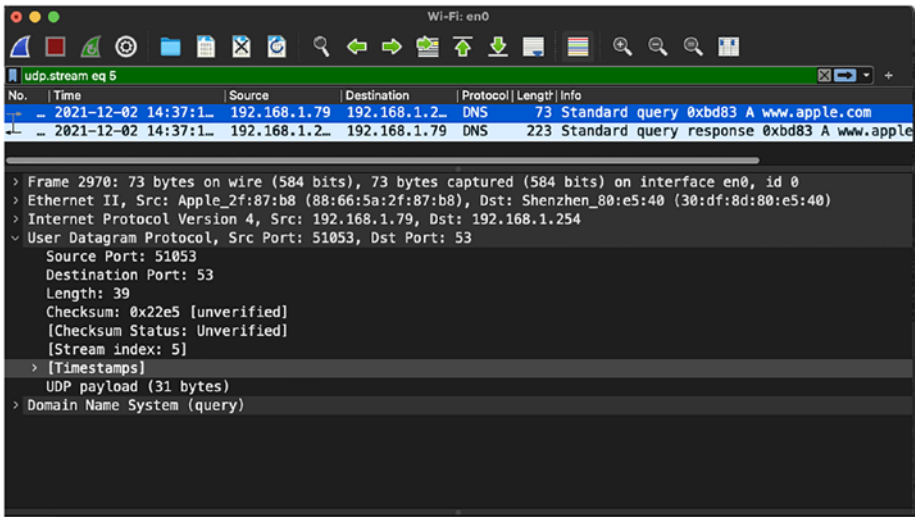 Wi-Fi: en0
udp.stream eq 5
No. Time Source Destination Protocol Length Info
… 2021-12-02 14:37:1… 192.168.1.79 192.168.1.2… DNS 73 Standard query 0xbd83 A www.apple.com
… 2021-12-02 14:37:1… 192.168.1.2… 192.168.1.79 DNS 223 Standard query response 0xbd83 A www.apple
> Frame 2970: 73 bytes on wire (584 bits), 73 bytes captured (584 bits) on interface en0, id 0
> Ethernet II, Src: Apple_2f:87:b8 (88:66:5a:2f:87:b8), Dst: Shenzhen_80:e5:40 (30:df:8d:80:e5:40)
> Internet Protocol Version 4, Src: 192.168.1.79, Dst: 192.168.1.254
User Datagram Protocol, Src Port: 51053, Dst Port: 53
Source Port: 51053
Destination Port: 53
Length: 39
Checksum: 0x22e5 [unverified]
[Checksum Status: Unverified]
[Stream index: 5]
> [Timestamps]
UDP payload (31 bytes)
> Domain Name System (query)